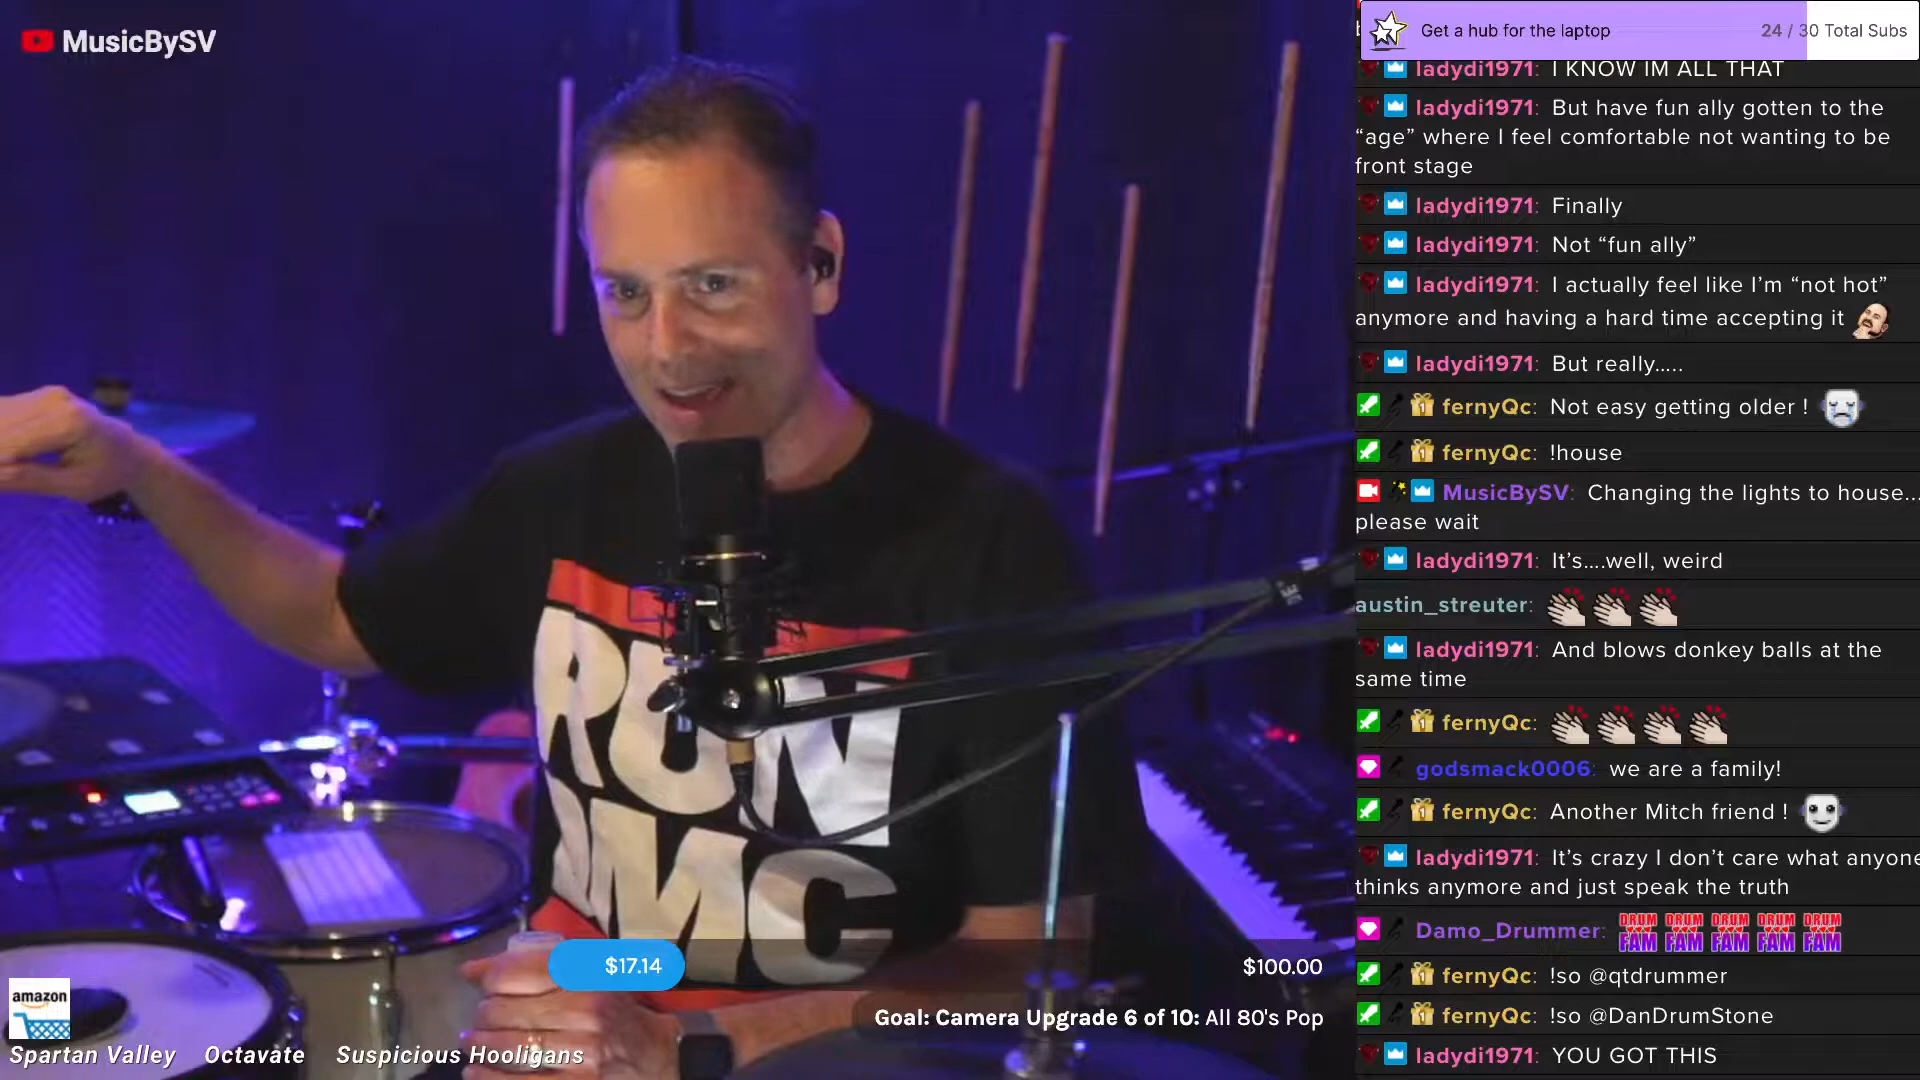 MusicBySV
Get a hub for the laptop 24 / 30 Total Subs
ladydi1971: I KNOW IM ALL THAT
ladydi1971: But have fun ally gotten to the
“age” where I feel comfortable not wanting to be
front stage
ladydi1971: Finally
ladydi1971: Not “fun ally”
ladydi1971: I actually feel like I’m “not hot”
anymore and having a hard time accepting it
ladydi1971: But really.....
fernyQc: Not easy getting older !
fernyQc: !house
MusicBySV: Changing the lights to house...
please wait
ladydi1971: It’s....well, weird
austin_streuter:
ladydi1971: And blows donkey balls at the
same time
fernyQc:
godsmack0006: we are a family!
fernyQc: Another Mitch friend !
ladydi1971: It’s crazy I don’t care what anyone
thinks anymore and just speak the truth
Damo_Drummer: DRUM FAM DRUM FAM DRUM FAM DRUM FAM DRUM FAM
fernyQc: !so @qtdrummer
fernyQc: !so @DanDrumStone
ladydi1971: YOU GOT THIS
RUN
DMC
$17.14 $100.00
Goal: Camera Upgrade 6 of 10: All 80's Pop
amazon
Spartan Valley Octavate Suspicious Hooligans